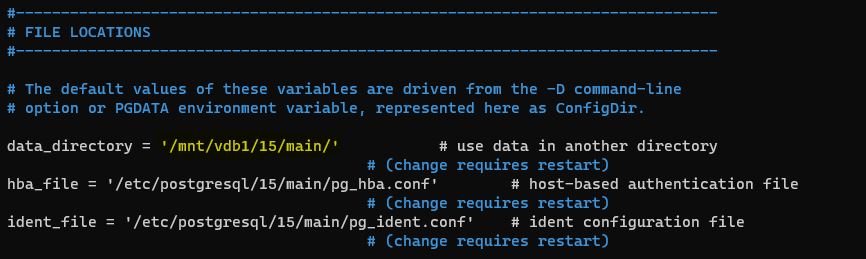 #------------------------------------------------------------------------------
# FILE LOCATIONS
#------------------------------------------------------------------------------
# The default values of these variables are driven from the -D command-line
# option or PGDATA environment variable, represented here as ConfigDir.
data_directory = '/mnt/vdb1/15/main/'           # use data in another directory
                                        # (change requires restart)
hba_file = '/etc/postgresql/15/main/pg_hba.conf'        # host-based authentication file
                                        # (change requires restart)
ident_file = '/etc/postgresql/15/main/pg_ident.conf'    # ident configuration file
                                        # (change requires restart)